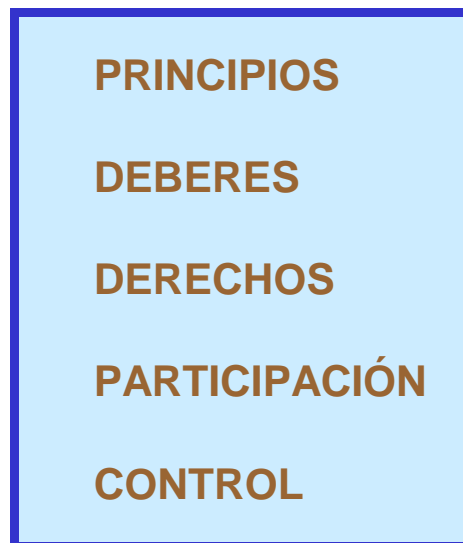 PRINCIPIOS
DEBERES
DERECHOS
PARTICIPACIÓN
CONTROL